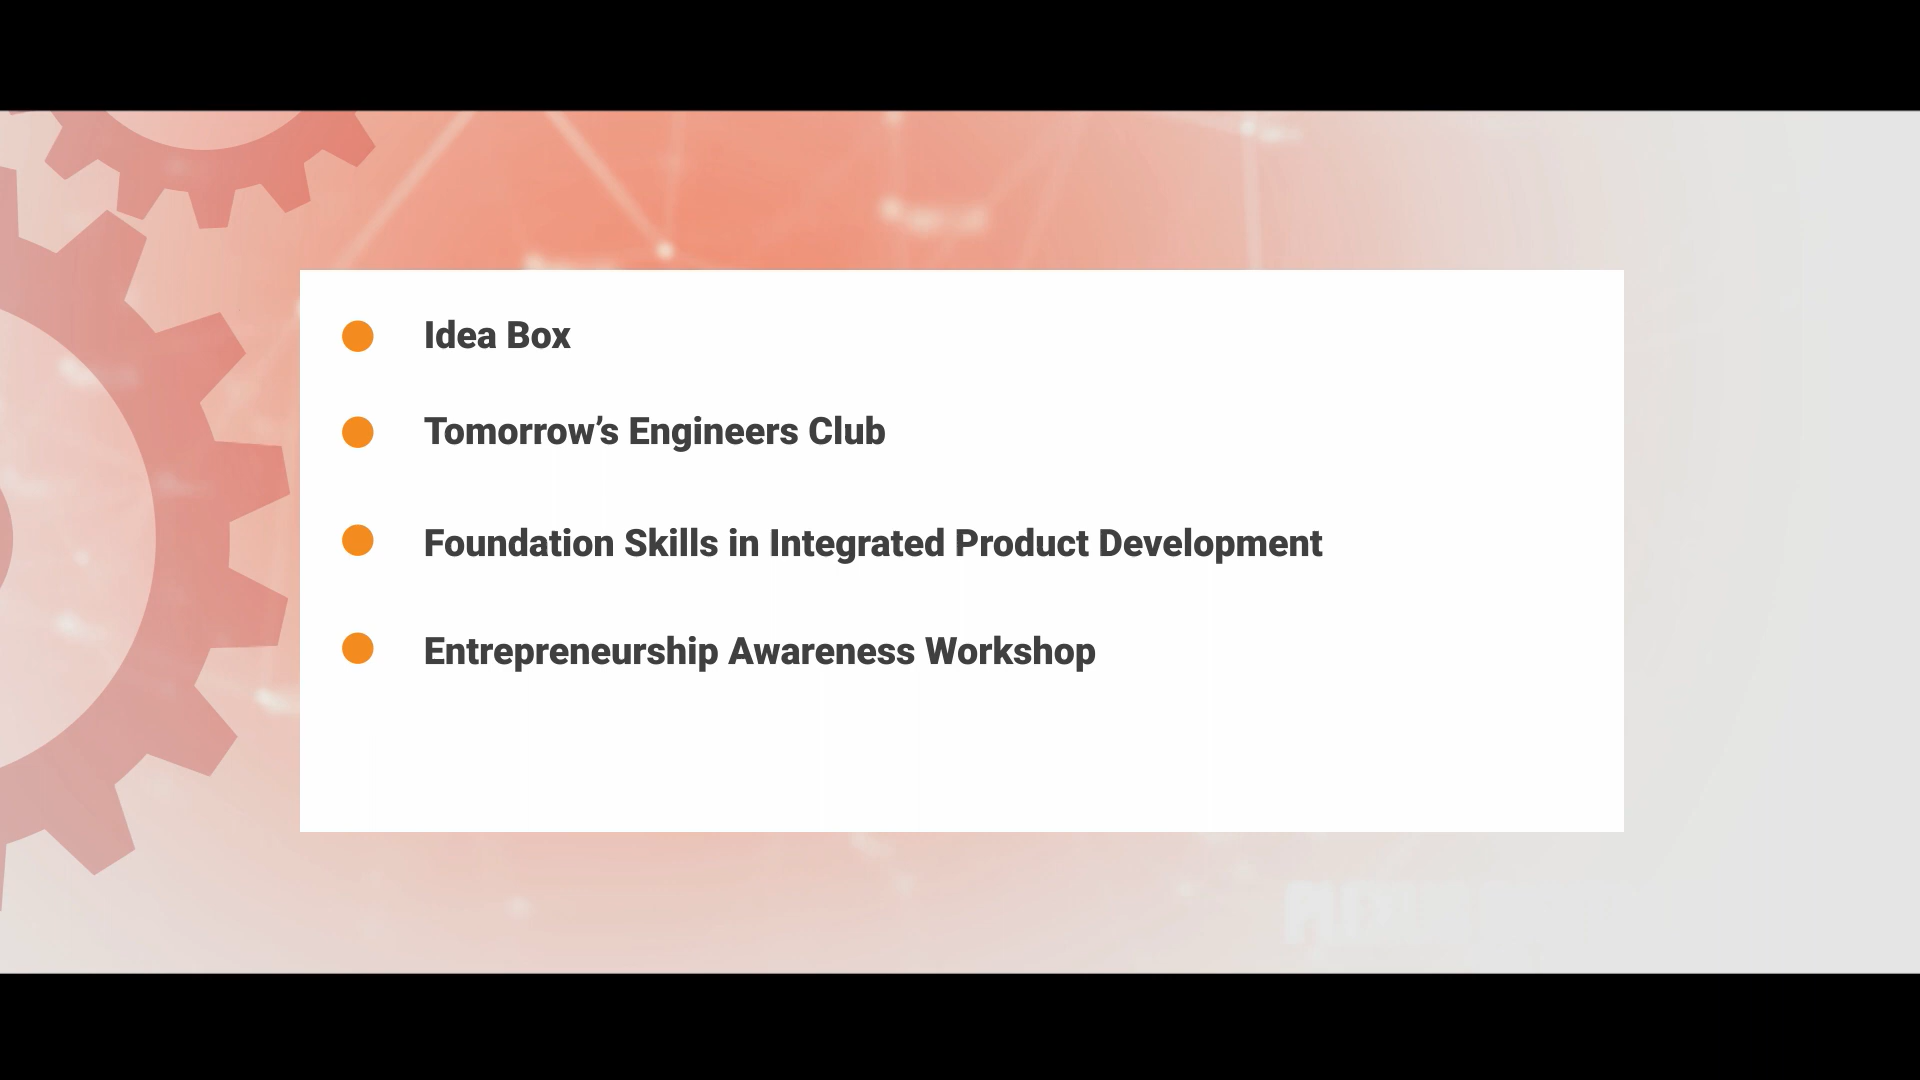 Idea Box
Tomorrow’s Engineers Club
Foundation Skills in Integrated Product Development
Entrepreneurship Awareness Workshop